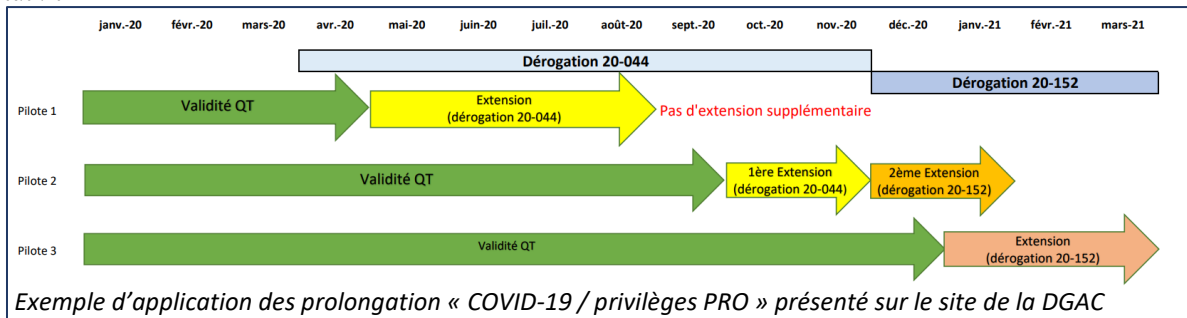 janv.-20 févr.-20 mars-20 avr.-20 mai-20 juin-20 juil.-20 août-20 sept.-20 oct.-20 nov.-20 déc.-20 janv.-21 févr.-21 mars-21
Dérogation 20-044
Dérogation 20-152
Pilote 1
Validité QT
Extension
(dérogation 20-044)
Pas d'extension supplémentaire
Pilote 2
Validité QT
1ère Extension
(dérogation 20-044)
2ème Extension
(dérogation 20-152)
Pilote 3
Validité QT
Extension
(dérogation 20-152)
Exemple d’application des prolongation « COVID-19 / privilèges PRO » présenté sur le site de la DGAC